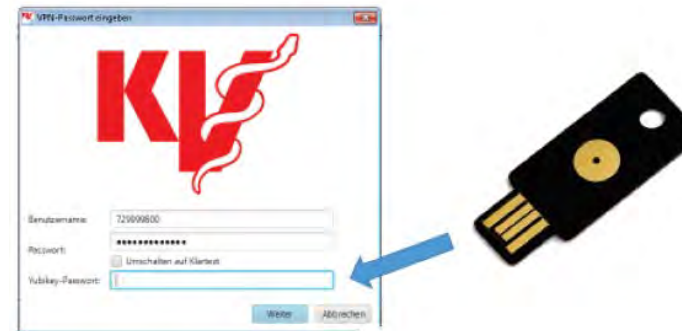 VPN-Passwort eingeben
KV
Benutzername: 729999800
Passwort: •••••••••••••
Umschalten auf Klartext
Yubikey-Passwort:
Weiter Abbrechen